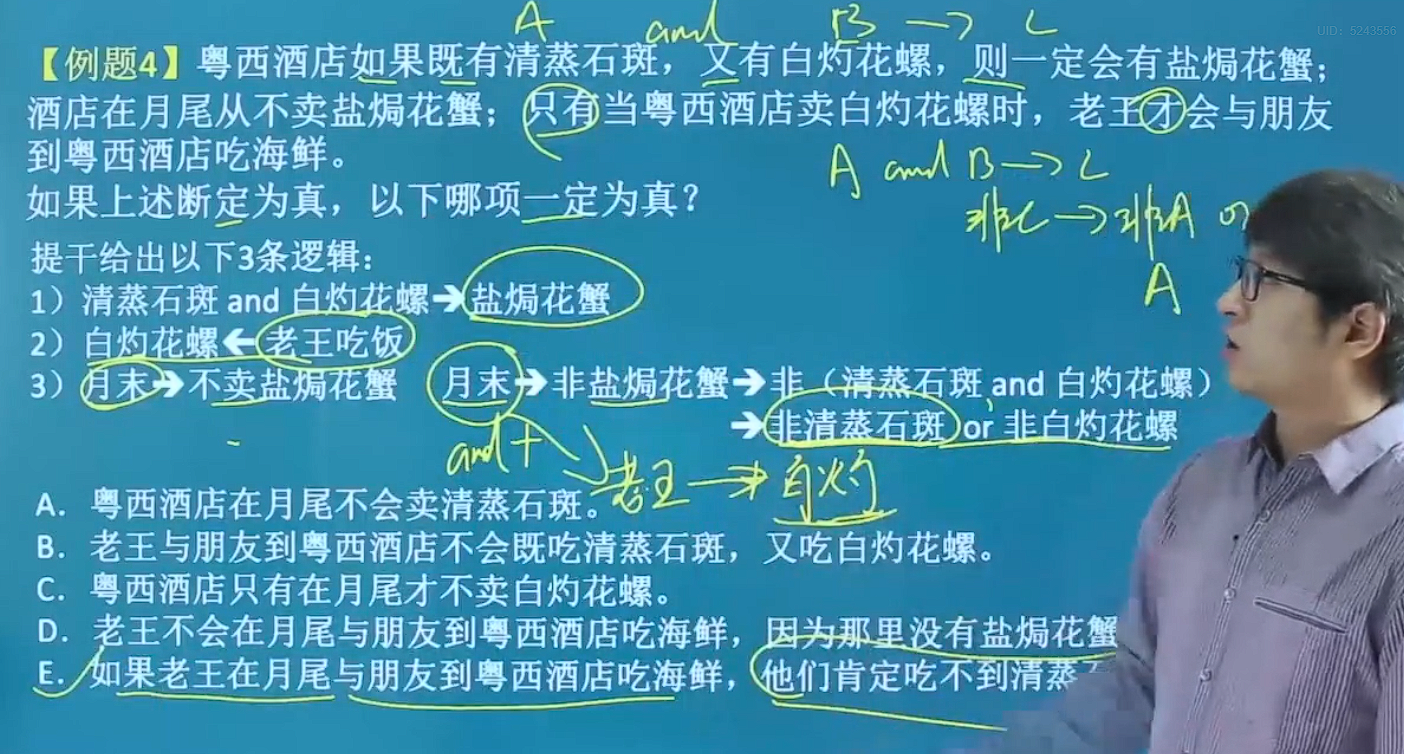 UID: 5243556
A and B → C
【例题4】粤西酒店如果既有清蒸石斑，又有白灼花螺，则一定会有盐焗花蟹；
酒店在月尾从不卖盐焗花蟹；只有当粤西酒店卖白灼花螺时，老王才会与朋友
到粤西酒店吃海鲜。
A and B → C
如果上述断定为真，以下哪项一定为真？
非C → 非A or
提干给出以下3条逻辑：
A
1）清蒸石斑 and 白灼花螺➔盐焗花蟹
2）白灼花螺🡸老王吃饭
3）月末➔不卖盐焗花蟹 月末➔非盐焗花蟹➔非（清蒸石斑 and 白灼花螺）
➔非清蒸石斑 or 非白灼花螺
and + 老王 → 白灼
A．粤西酒店在月尾不会卖清蒸石斑。
B．老王与朋友到粤西酒店不会既吃清蒸石斑，又吃白灼花螺。
C．粤西酒店只有在月尾才不卖白灼花螺。
D．老王不会在月尾与朋友到粤西酒店吃海鲜，因为那里没有盐焗花蟹
E．如果老王在月尾与朋友到粤西酒店吃海鲜，他们肯定吃不到清蒸